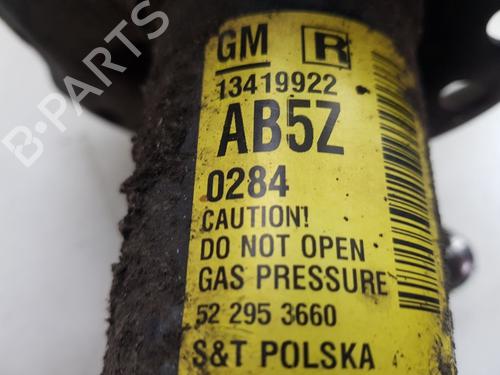 GM R
13419922
AB5Z
0284
CAUTION!
DO NOT OPEN
GAS PRESSURE
52 295 3660
S&T POLSKA
B-PARTS